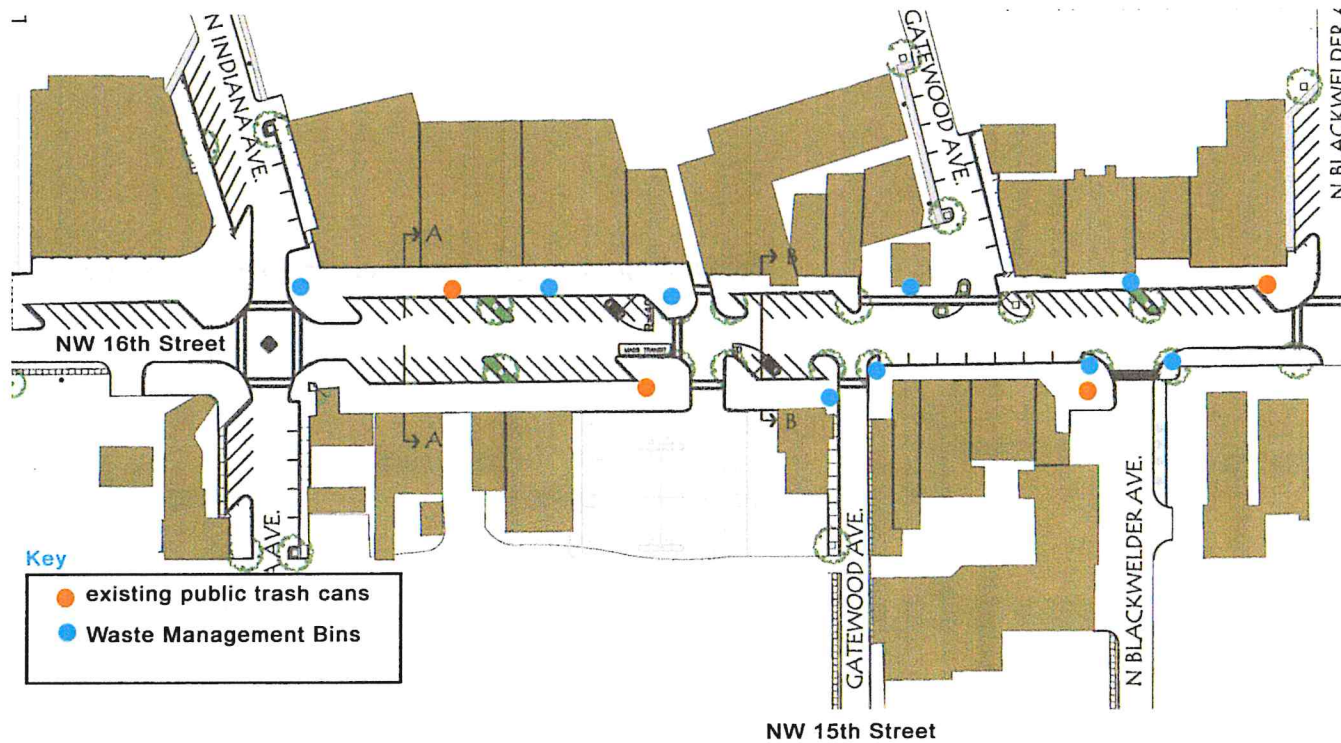 N INDIANA AVE.
GATEWOOD AVE.
N BLACKWELDER A
A
B
NW 16th Street
MASS TRANSIT
A
B
Key
existing public trash cans
Waste Management Bins
AVE.
GATEWOOD AVE.
N BLACKWELDER AVE.
NW 15th Street